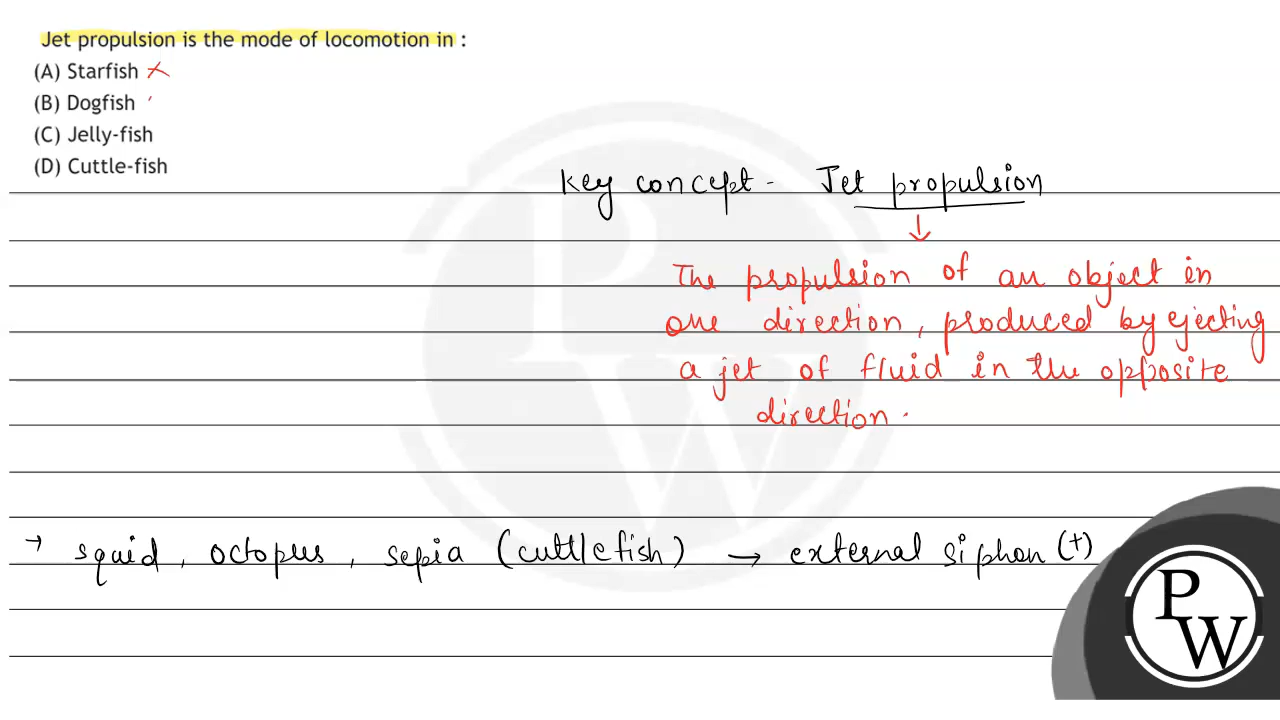 Jet propulsion is the mode of locomotion in :
(A) Starfish
(B) Dogfish
(C) Jelly-fish
(D) Cuttle-fish
Key concept - Jet propulsion
The propulsion of an object in
one direction, produced by ejecting
a jet of fluid in the opposite
direction.
→ squid, octopus, sepia (cuttlefish) → external siphon (+)
PW